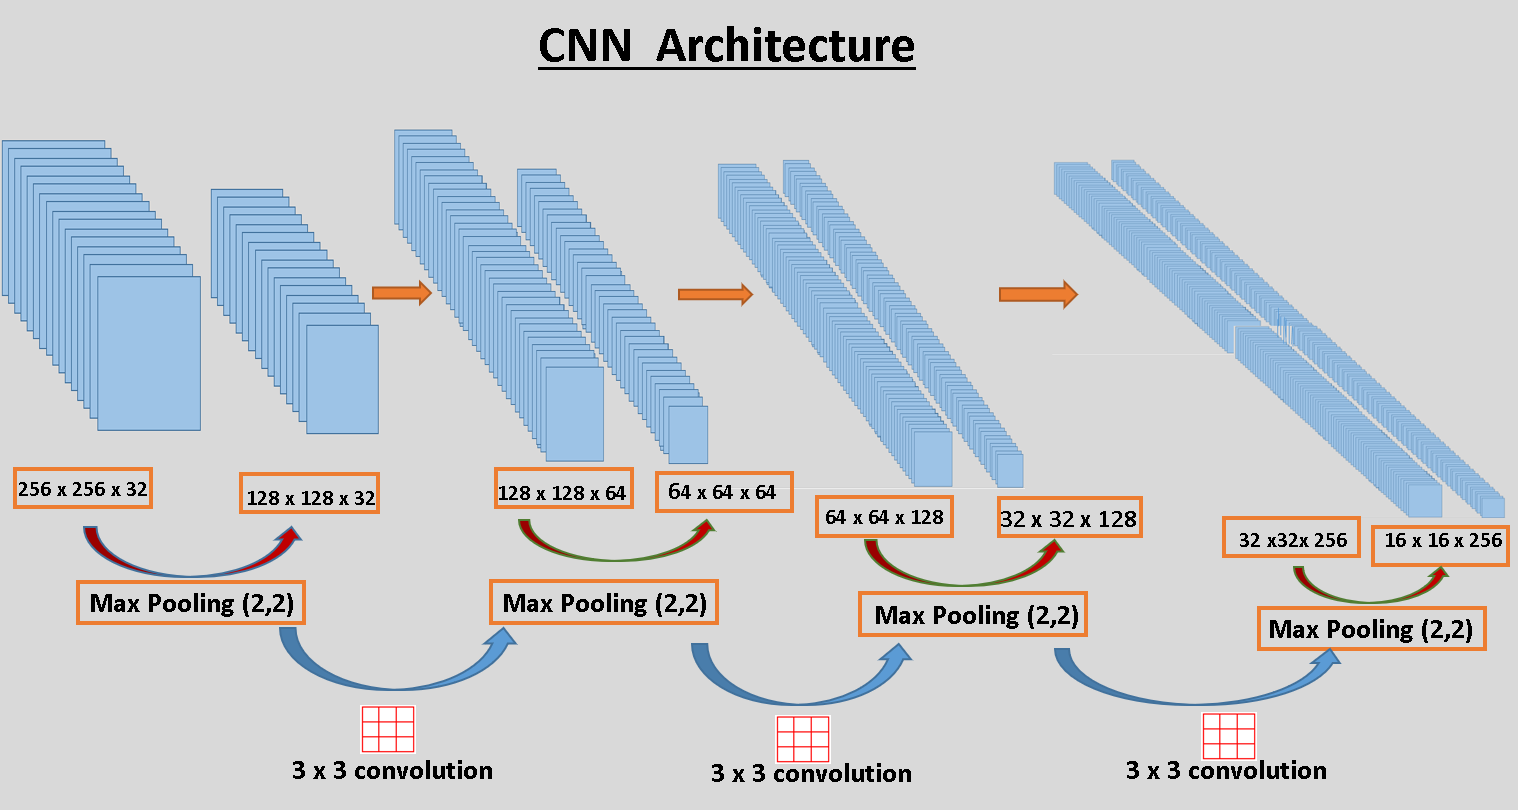 CNN Architecture
256 x 256 x 32
128 x 128 x 32
128 x 128 x 64
64 x 64 x 64
64 x 64 x 128
32 x 32 x 128
32 x32x 256
16 x 16 x 256
Max Pooling (2,2)
Max Pooling (2,2)
Max Pooling (2,2)
Max Pooling (2,2)
3 x 3 convolution
3 x 3 convolution
3 x 3 convolution